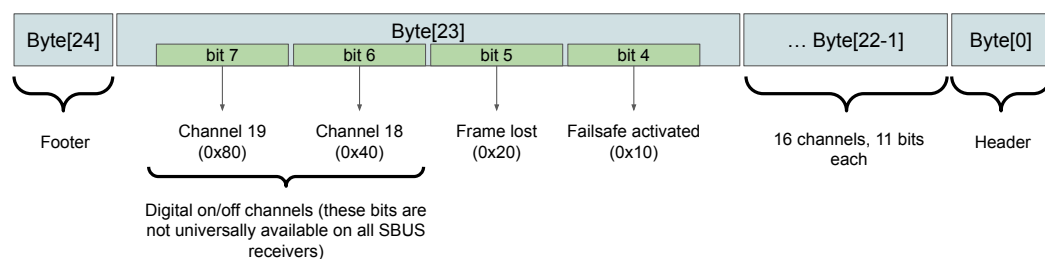 Byte[24]
Byte[23]
bit 7
bit 6
bit 5
bit 4
... Byte[22-1]
Byte[0]
Footer
Channel 19
(0x80)
Channel 18
(0x40)
Frame lost
(0x20)
Failsafe activated
(0x10)
16 channels, 11 bits
each
Header
Digital on/off channels (these bits are
not universally available on all SBUS
receivers)